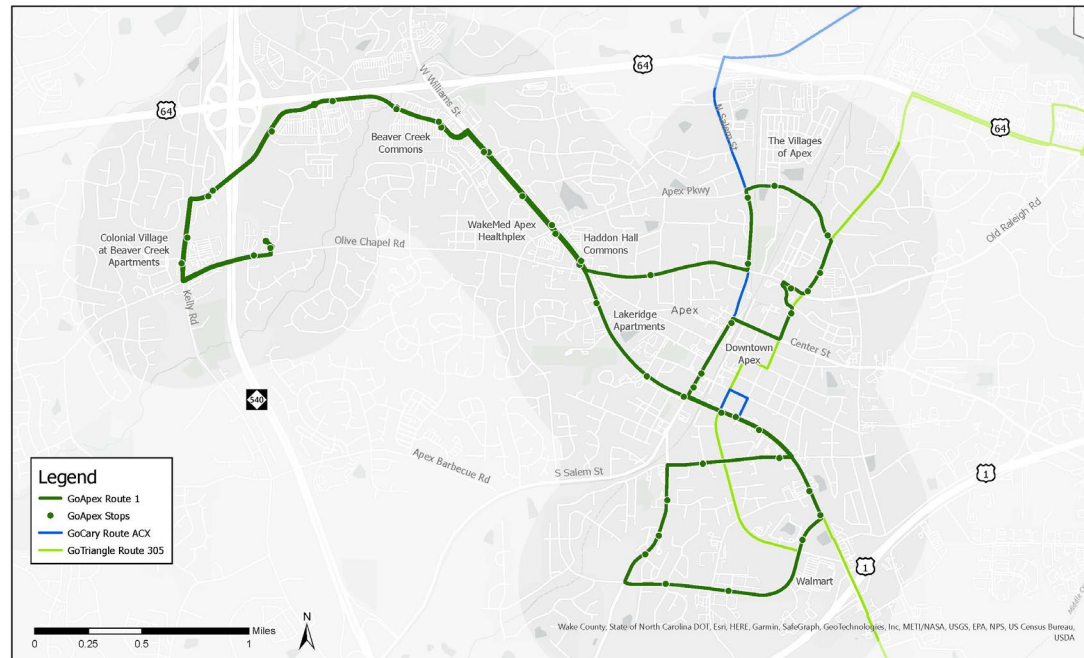 64
64
64
W Williams St
N Salem St
Beaver Creek
Commons
The Villages
of Apex
Apex Pkwy
Old Raleigh Rd
WakeMed Apex
Healthplex
Olive Chapel Rd
Haddon Hall
Commons
Colonial Village
at Beaver Creek
Apartments
Kelly Rd
Lakeridge
Apartments
Apex
Center St
Downtown
Apex
540
Apex Barbecue Rd
S Salem St
1
1
Walmart
Legend
GoApex Route 1
GoApex Stops
GoCary Route ACX
GoTriangle Route 305
0 0.25 0.5 1 Miles
N
Wake County, State of North Carolina DOT, Esri, HERE, Garmin, SafeGraph, GeoTechnologies, Inc, METI/NASA, USGS, EPA, NPS, US Census Bureau,
USDA